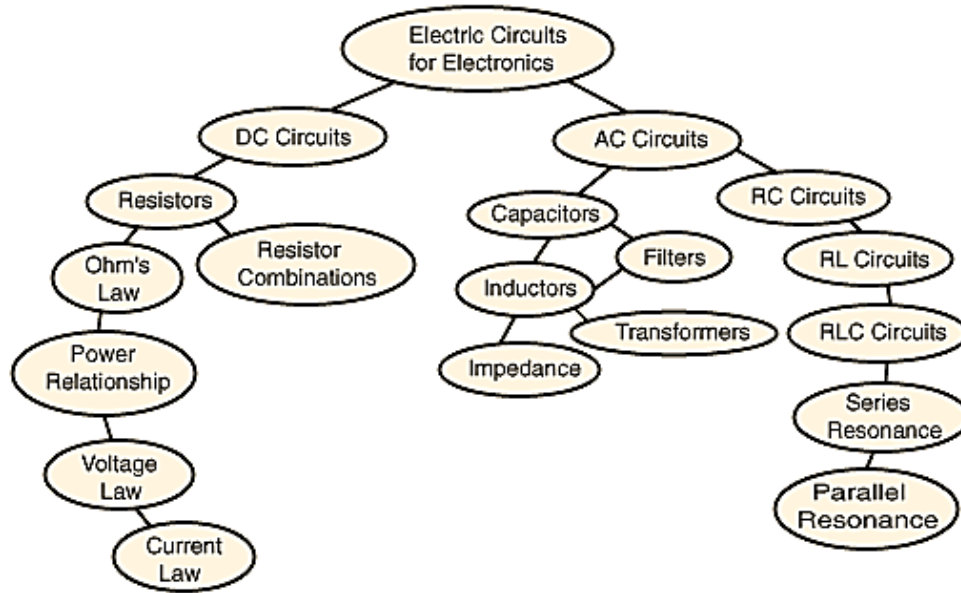 Electric Circuits
for Electronics
DC Circuits
AC Circuits
Resistors
RC Circuits
Capacitors
Ohm's
Law
Resistor
Combinations
Filters
RL Circuits
Inductors
Transformers
RLC Circuits
Power
Relationship
Impedance
Series
Resonance
Voltage
Law
Parallel
Resonance
Current
Law